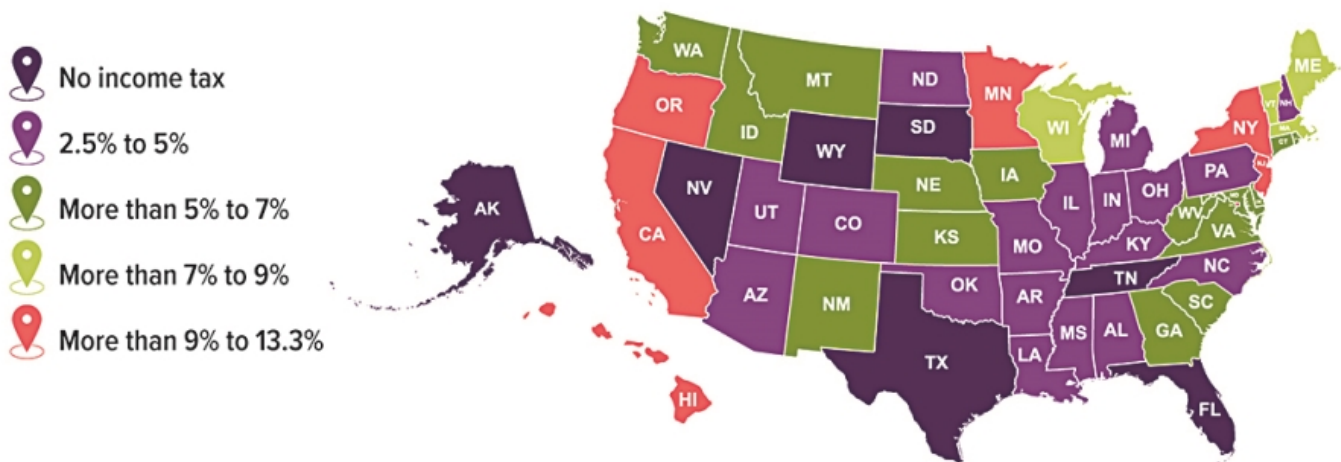 No income tax
2.5% to 5%
More than 5% to 7%
More than 7% to 9%
More than 9% to 13.3%
WA
MT
ND
MN
ME
OR
ID
SD
WI
VT
NH
WY
MI
NY
MA
CT
NV
NE
IA
PA
NJ
AK
UT
CO
IL
IN
OH
CA
KS
MO
WV
VA
KY
AZ
NM
OK
AR
TN
NC
SC
MS
AL
GA
TX
LA
HI
FL